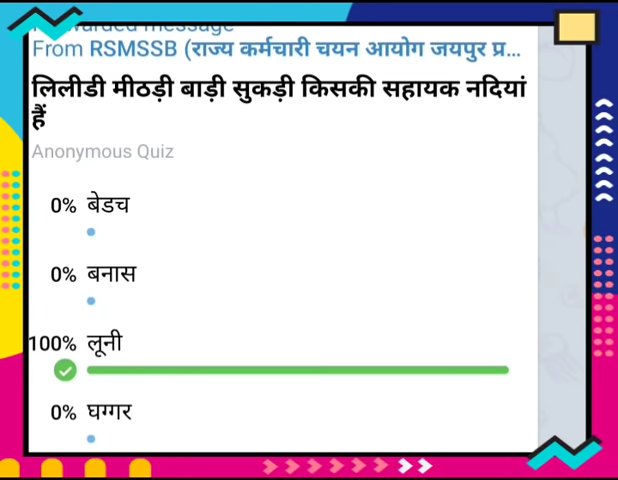 From RSMSSB (राज्य कर्मचारी चयन आयोग जयपुर प्र...
लिलीडी मीठड़ी बाड़ी सुकड़ी किसकी सहायक नदियां
हैं
Anonymous Quiz
0% बेडच
0% बनास
100% लूनी
0% घग्गर